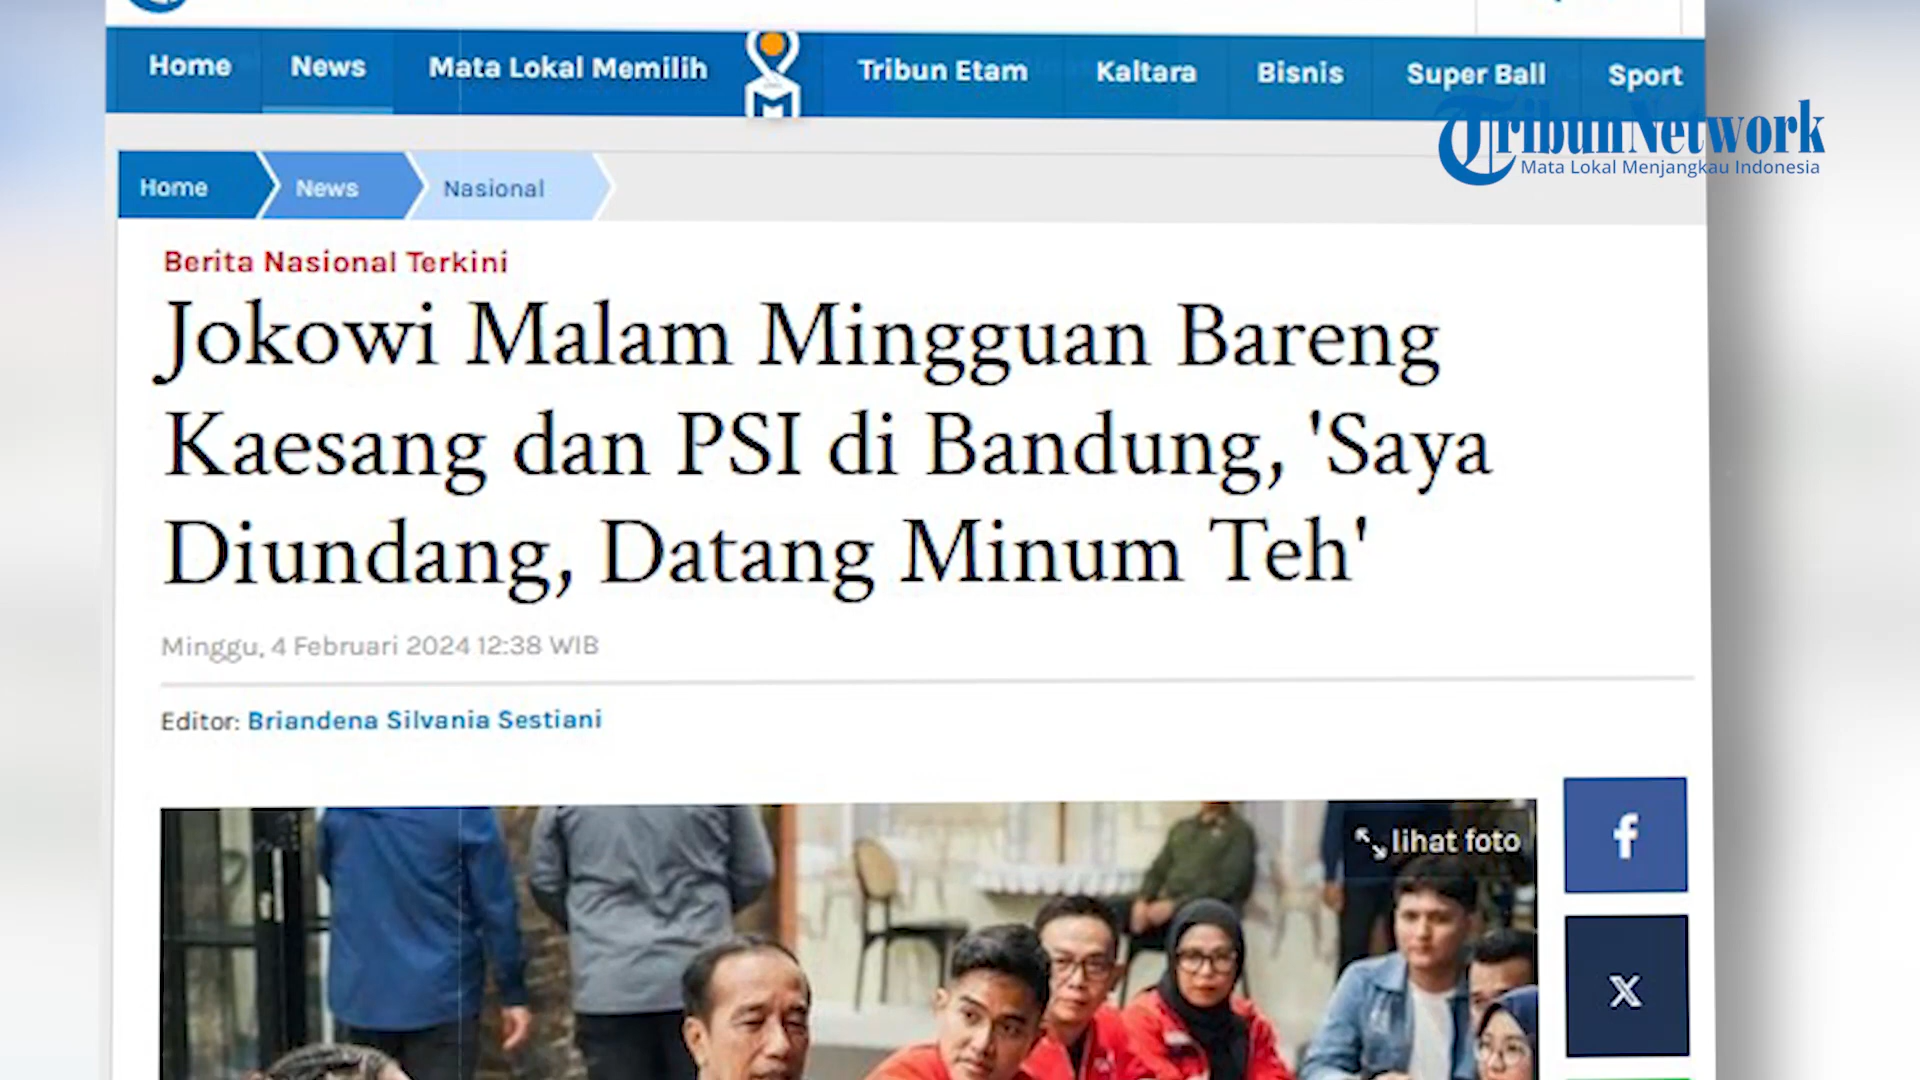 Home News Mata Lokal Memilih Tribun Etam Kaltara Bisnis Super Ball Sport
TribunNetwork
Mata Lokal Menjangkau Indonesia
Home News Nasional
Berita Nasional Terkini
Jokowi Malam Mingguan Bareng
Kaesang dan PSI di Bandung, 'Saya
Diundang, Datang Minum Teh'
Minggu, 4 Februari 2024 12:38 WIB
Editor: Briandena Silvania Sestiani
lihat foto